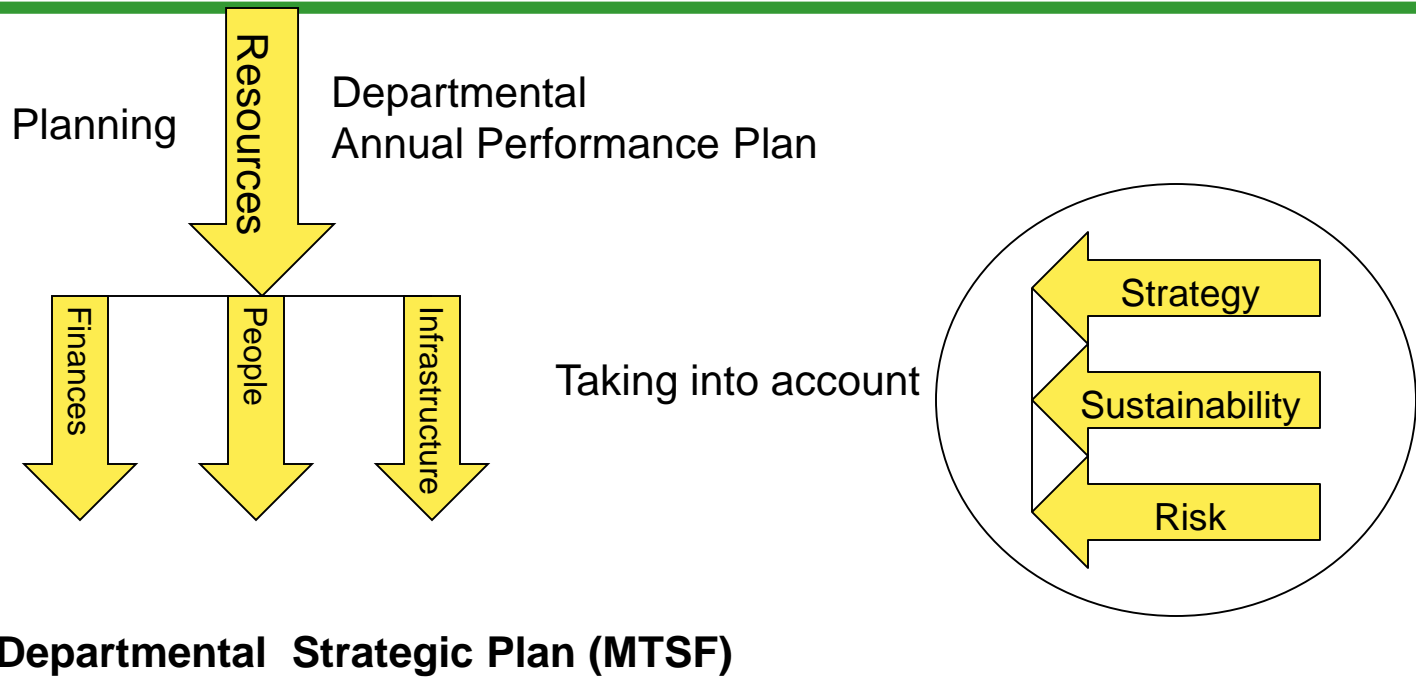 Planning
Resources
Departmental
Annual Performance Plan
Finances
People
Infrastructure
Taking into account
Strategy
Sustainability
Risk
Departmental Strategic Plan (MTSF)